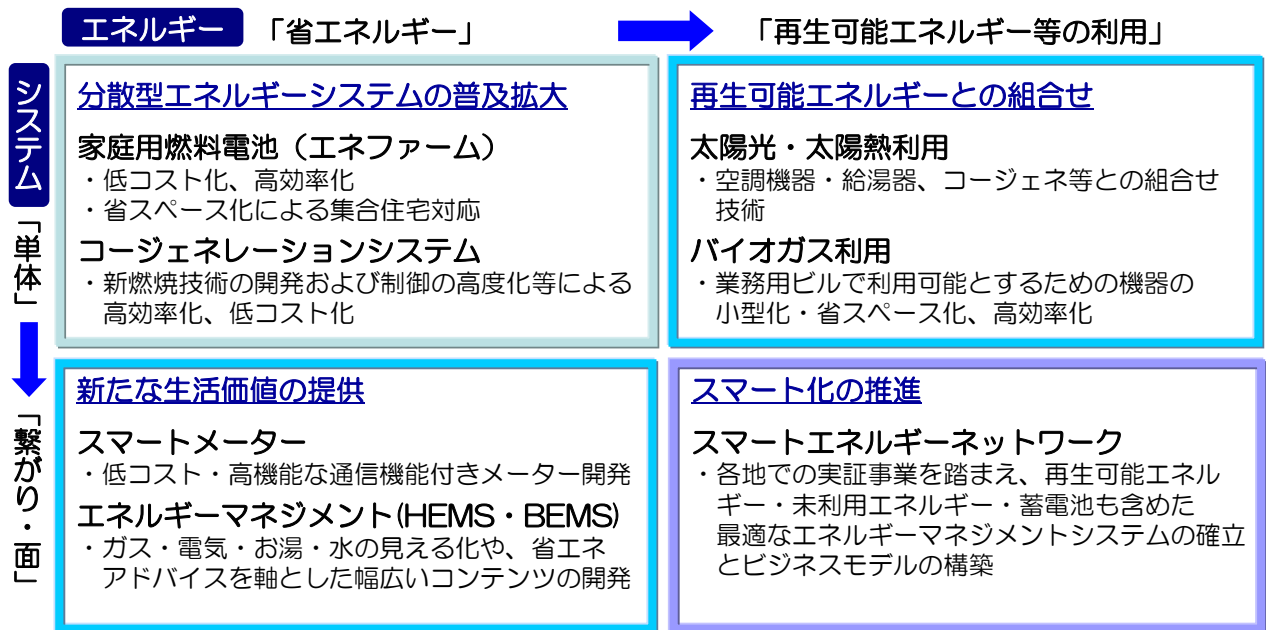 エネルギー 「省エネルギー」 「再生可能エネルギー等の利用」
システム
「単体」
「繋がり・面」
分散型エネルギーシステムの普及拡大
家庭用燃料電池（エネファーム）
・低コスト化、高効率化
・省スペース化による集合住宅対応
コージェネレーションシステム
・新燃焼技術の開発および制御の高度化等による
高効率化、低コスト化
再生可能エネルギーとの組合せ
太陽光・太陽熱利用
・空調機器・給湯器、コージェネ等との組合せ
技術
バイオガス利用
・業務用ビルで利用可能とするための機器の
小型化・省スペース化、高効率化
新たな生活価値の提供
スマートメーター
・低コスト・高機能な通信機能付きメーター開発
エネルギーマネジメント(HEMS・BEMS)
・ガス・電気・お湯・水の見える化や、省エネ
アドバイスを軸とした幅広いコンテンツの開発
スマート化の推進
スマートエネルギーネットワーク
・各地での実証事業を踏まえ、再生可能エネル
ギー・未利用エネルギー・蓄電池も含めた
最適なエネルギーマネジメントシステムの確立
とビジネスモデルの構築